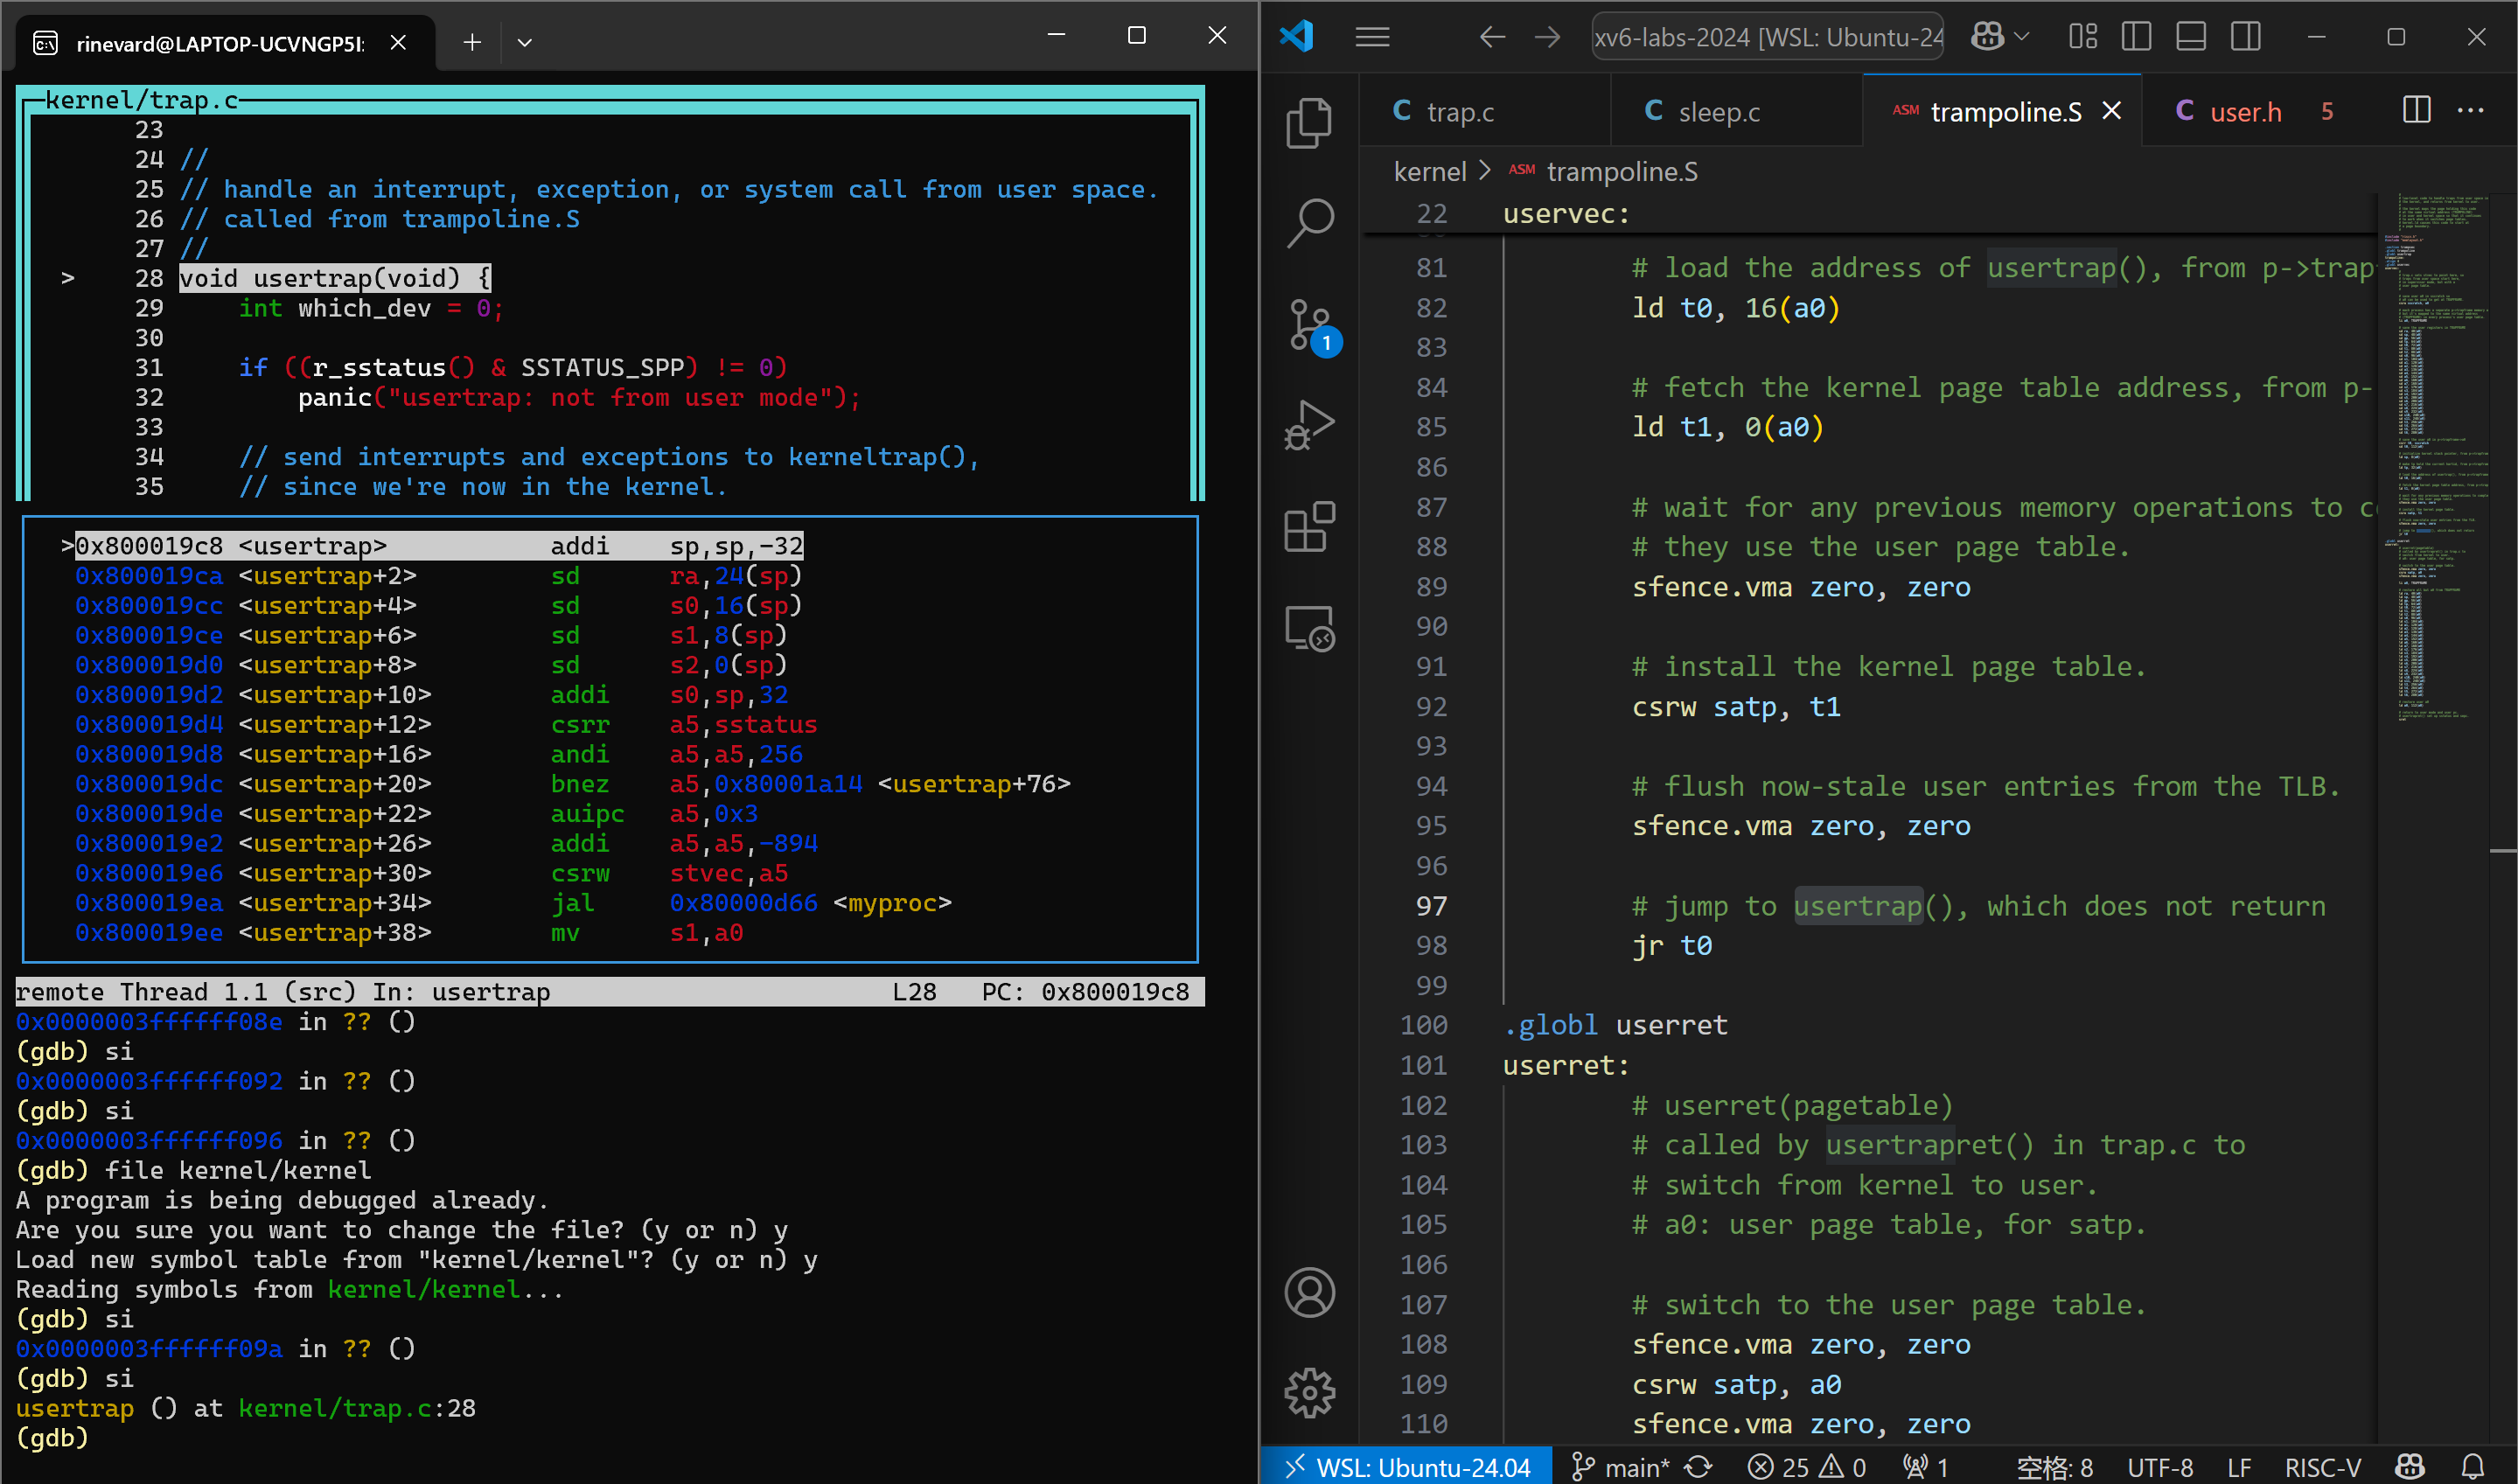 rinevard@LAPTOP-UCVNGP5I:
kernel/trap.c
23
24 //
25 // handle an interrupt, exception, or system call from user space.
26 // called from trampoline.S
27 //
> 28 void usertrap(void) {
29 int which_dev = 0;
30
31 if ((r_sstatus() & SSTATUS_SPP) != 0)
32 panic("usertrap: not from user mode");
33
34 // send interrupts and exceptions to kerneltrap(),
35 // since we're now in the kernel.
>0x800019c8 <usertrap> addi sp,sp,-32
0x800019ca <usertrap+2> sd ra,24(sp)
0x800019cc <usertrap+4> sd s0,16(sp)
0x800019ce <usertrap+6> sd s1,8(sp)
0x800019d0 <usertrap+8> sd s2,0(sp)
0x800019d2 <usertrap+10> addi s0,sp,32
0x800019d4 <usertrap+12> csrr a5,sstatus
0x800019d8 <usertrap+16> andi a5,a5,256
0x800019dc <usertrap+20> bnez a5,0x80001a14 <usertrap+76>
0x800019de <usertrap+22> auipc a5,0x3
0x800019e2 <usertrap+26> addi a5,a5,-894
0x800019e6 <usertrap+30> csrw stvec,a5
0x800019ea <usertrap+34> jal 0x80000d66 <myproc>
0x800019ee <usertrap+38> mv s1,a0
remote Thread 1.1 (src) In: usertrap L28 PC: 0x800019c8
0x0000003ffffff08e in ?? ()
(gdb) si
0x0000003ffffff092 in ?? ()
(gdb) si
0x0000003ffffff096 in ?? ()
(gdb) file kernel/kernel
A program is being debugged already.
Are you sure you want to change the file? (y or n) y
Load new symbol table from "kernel/kernel"? (y or n) y
Reading symbols from kernel/kernel...
(gdb) si
0x0000003ffffff09a in ?? ()
(gdb) si
usertrap () at kernel/trap.c:28
(gdb)
xv6-labs-2024 [WSL: Ubuntu-24
C trap.c C sleep.c ASM trampoline.S C user.h 5
kernel > ASM trampoline.S
1
22 uservec:
81 # load the address of usertrap(), from p->trap
82 ld t0, 16(a0)
83
84 # fetch the kernel page table address, from p-
85 ld t1, 0(a0)
86
87 # wait for any previous memory operations to c
88 # they use the user page table.
89 sfence.vma zero, zero
90
91 # install the kernel page table.
92 csrw satp, t1
93
94 # flush now-stale user entries from the TLB.
95 sfence.vma zero, zero
96
97 # jump to usertrap(), which does not return
98 jr t0
99
100 .globl userret
101 userret:
102 # userret(pagetable)
103 # called by usertrapret() in trap.c to
104 # switch from kernel to user.
105 # a0: user page table, for satp.
106
107 # switch to the user page table.
108 sfence.vma zero, zero
109 csrw satp, a0
110 sfence.vma zero, zero
WSL: Ubuntu-24.04 main* 25 0 1 空格: 8 UTF-8 LF RISC-V